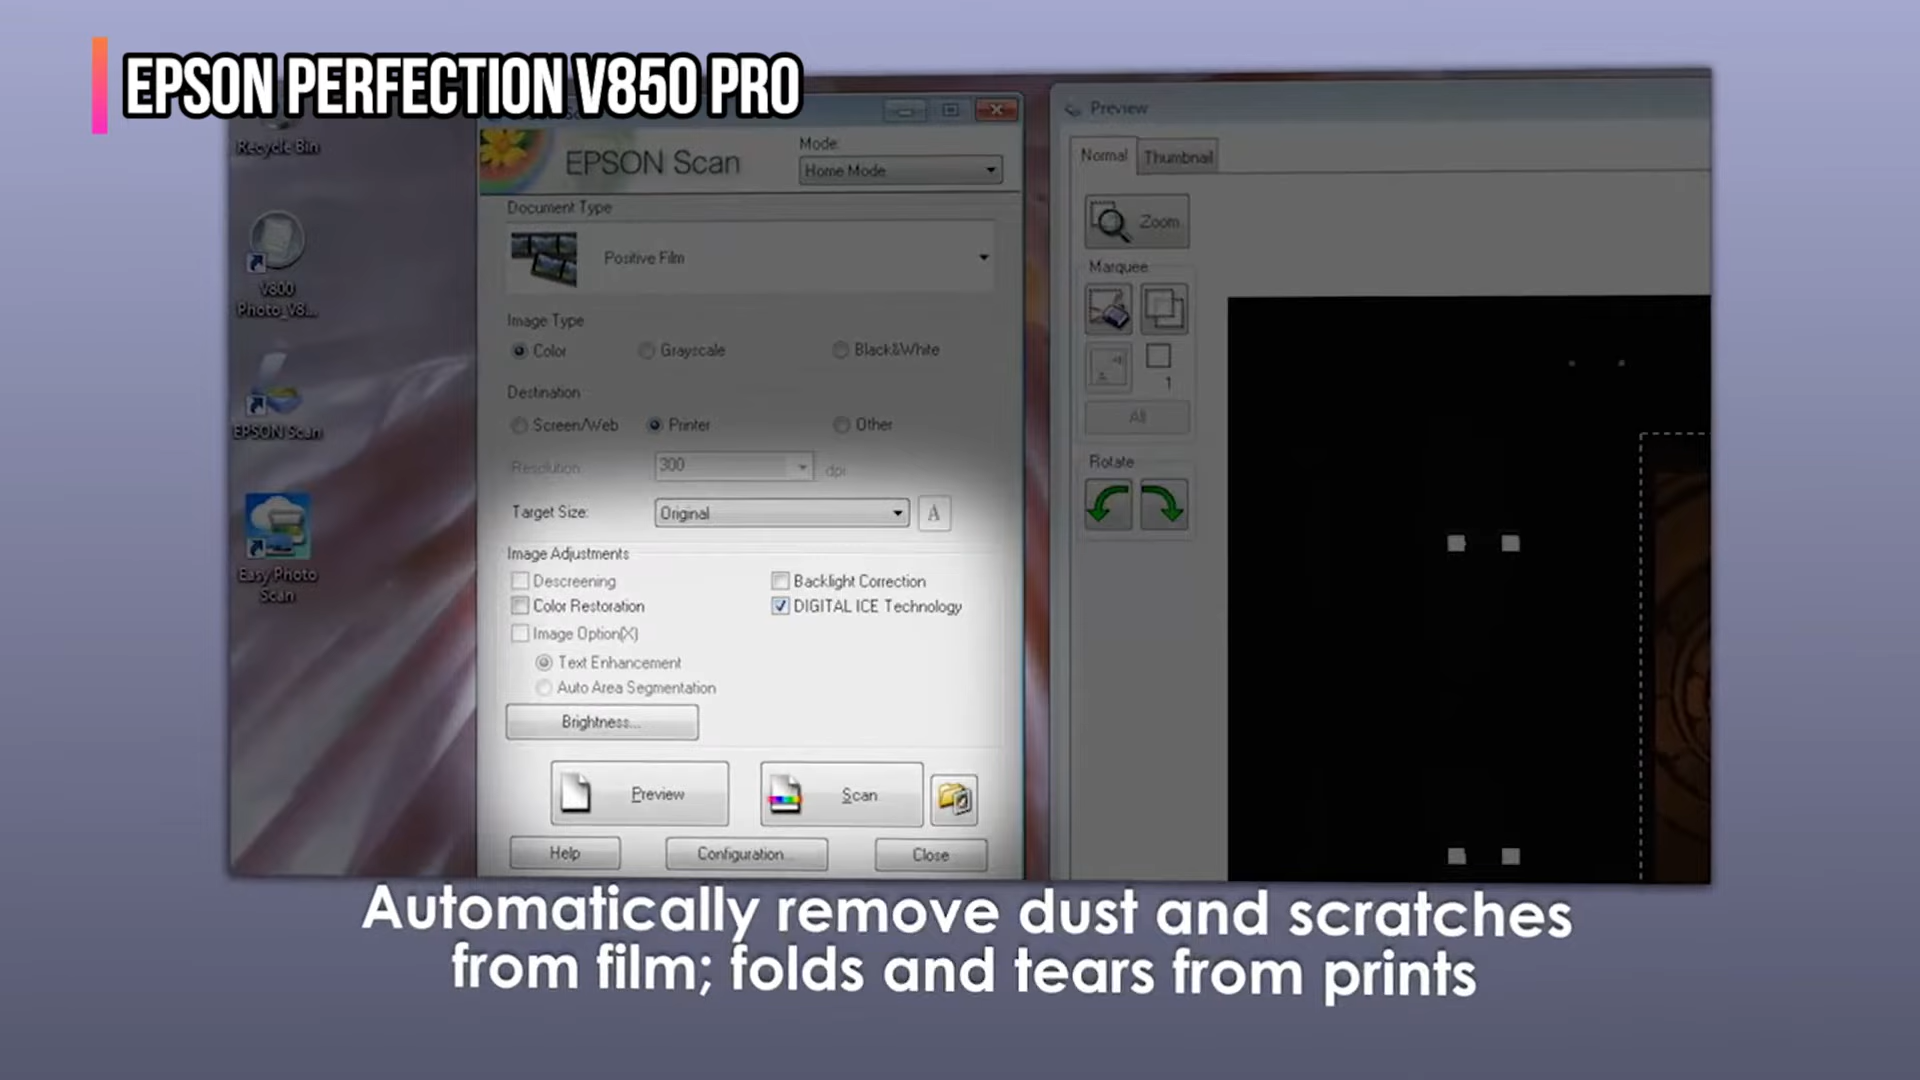 EPSON PERFECTION V850 PRO
Recycle Bin
V800
Photo_V8...
EPSON Scan
Easy Photo
Scan
EPSON Scan
Mode:
Home Mode
Document Type
Positive Film
Image Type
Color
Grayscale
Black&White
Destination
Screen/Web
Printer
Other
Resolution:
300
dpi
Target Size:
Original
A
Image Adjustments
Descreening
Backlight Correction
Color Restoration
DIGITAL ICE Technology
Image Option(X)
Text Enhancement
Auto Area Segmentation
Brightness...
Preview
Scan
Help
Configuration...
Close
Preview
Normal
Thumbnail
Zoom
Marquee
1
All
Rotate
Automatically remove dust and scratches
from film; folds and tears from prints